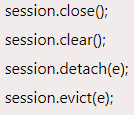 session.close();
session.clear();
session.detach(e);
session.evict(e);